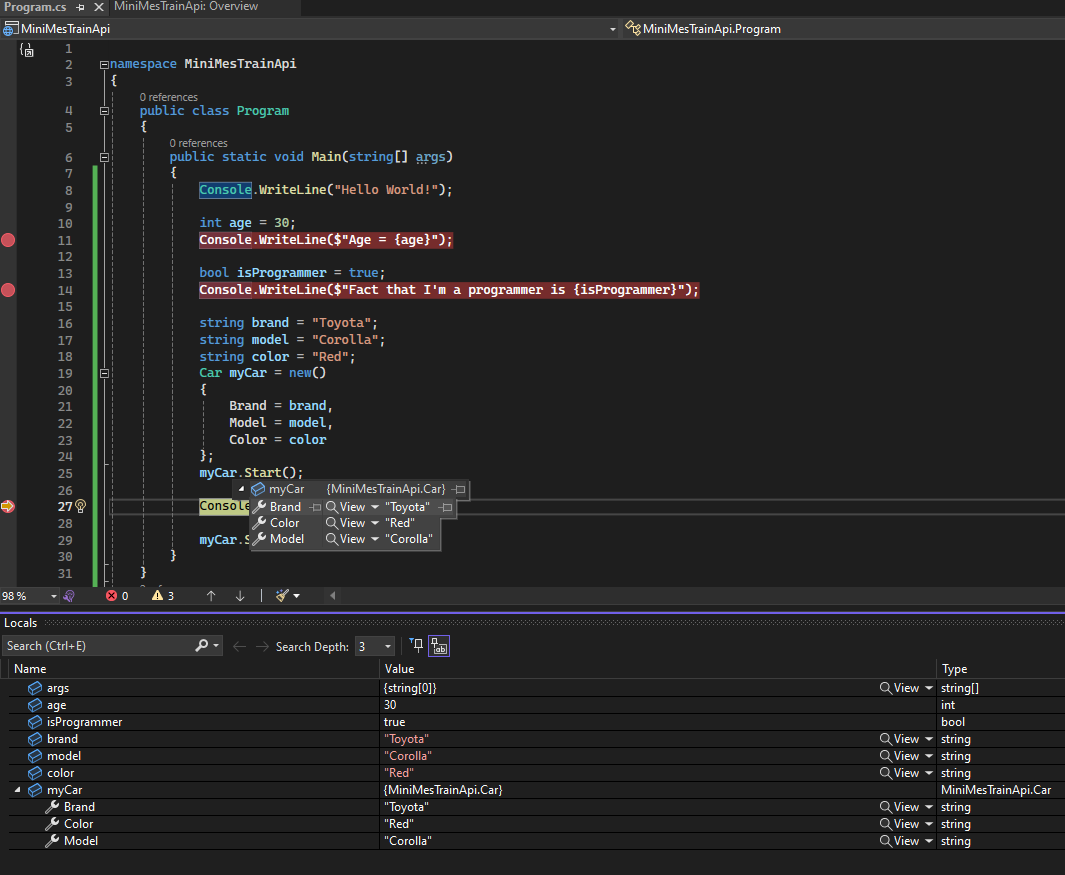 Program.cs MiniMesTrainApi: Overview
MiniMesTrainApi MiniMesTrainApi.Program
1
2 namespace MiniMesTrainApi
3 {
0 references
4 public class Program
5 {
0 references
6 public static void Main(string[] args)
7 {
8 Console.WriteLine("Hello World!");
9
10 int age = 30;
11 Console.WriteLine($"Age = {age}");
12
13 bool isProgrammer = true;
14 Console.WriteLine($"Fact that I'm a programmer is {isProgrammer}");
15
16 string brand = "Toyota";
17 string model = "Corolla";
18 string color = "Red";
19 Car myCar = new()
20 {
21 Brand = brand,
22 Model = model,
23 Color = color
24 };
25 myCar.Start();
26 myCar {MiniMesTrainApi.Car}
27 Console Brand View "Toyota"
28 Color View "Red"
29 myCar.S Model View "Corolla"
30 }
31 }
98 % 0 3
Locals
Search (Ctrl+E) Search Depth: 3
Name Value Type
args {string[0]} View string[]
age 30 int
isProgrammer true bool
brand "Toyota" View string
model "Corolla" View string
color "Red" View string
myCar {MiniMesTrainApi.Car} MiniMesTrainApi.Car
Brand "Toyota" View string
Color "Red" View string
Model "Corolla" View string